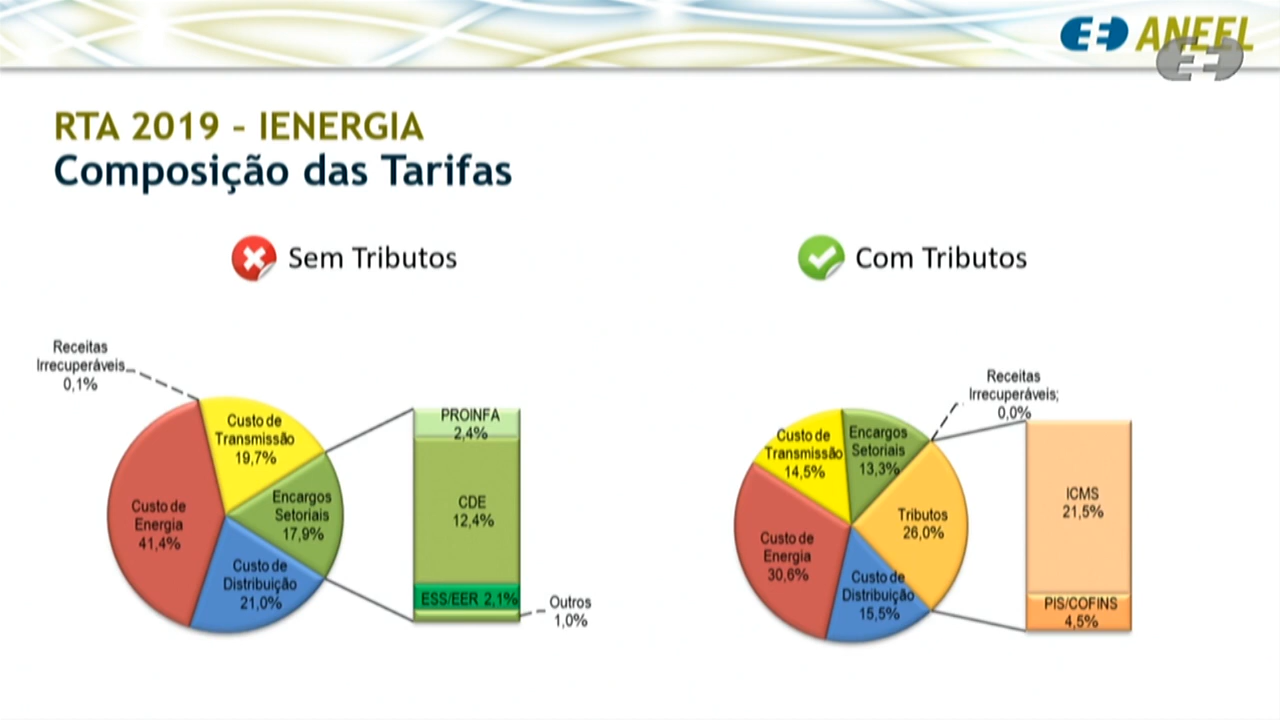 ANEEL
RTA 2019 – IENERGIA
Composição das Tarifas
Sem Tributos
Receitas
Irrecuperáveis
0,1%
Custo de
Transmissão
19,7%
Encargos
Setoriais
17,9%
Custo de
Energia
41,4%
Custo de
Distribuição
21,0%
PROINFA
2,4%
CDE
12,4%
ESS/EER 2,1%
Outros
1,0%
Com Tributos
Receitas
Irrecuperáveis;
0,0%
Custo de
Transmissão
14,5%
Encargos
Setoriais
13,3%
Tributos
26,0%
Custo de
Energia
30,6%
Custo de
Distribuição
15,5%
ICMS
21,5%
PIS/COFINS
4,5%